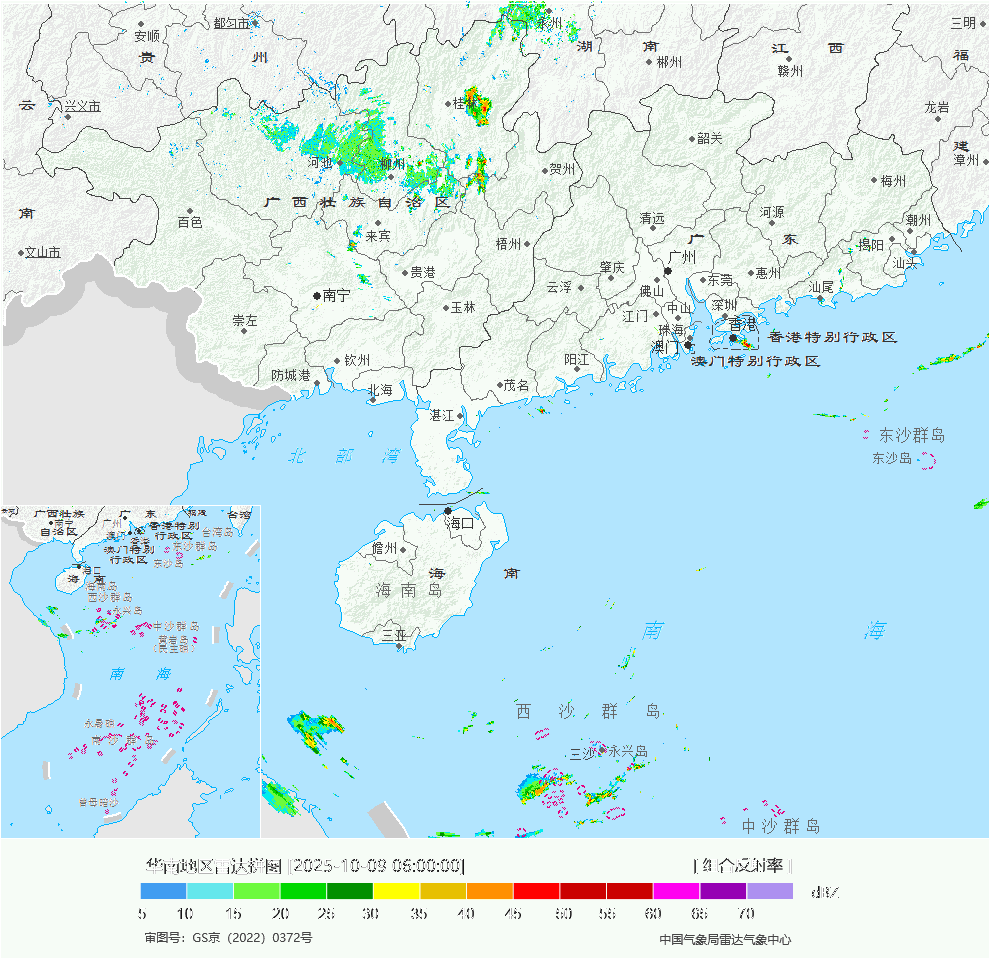 安顺
都匀市
永州
三明
贵 州
湖 南
江 西
福
郴州
赣州
云
兴义市
桂林
龙岩
韶关
建
河池
柳州
贺州
漳州
梅州
广 西 壮 族 自 治 区
南
百色
来宾
清远
河源
潮州
文山市
梧州
广 东
揭阳
汕头
贵港
肇庆
广州
惠州
南宁
云浮
佛山
东莞
汕尾
崇左
玉林
江门
中山
深圳
珠海
香港
香港特别行政区
澳门
澳门特别行政区
钦州
阳江
防城港
北海
茂名
湛江
北 部 湾
东沙群岛
东沙岛
海口
儋州
海 南
海 南 岛
三亚
南 海
西 沙 群 岛
三沙
永兴岛
中沙群岛
广西壮族
自治区
南宁
广 东
广州
香港特别
行政区
澳门特别
行政区
台湾
台湾岛
东沙群岛
东沙岛
海口
海 南
海南岛
西沙群岛
永兴岛
中沙群岛
黄岩岛
南 海
永暑礁
南 沙 群 岛
曾母暗沙
华南地区雷达拼图 [2025-10-09 06:00:00]
[ 组合反射率 ]
5 10 15 20 25 30 35 40 45 50 55 60 65 70
dBZ
审图号：GS京（2022）0372号
中国气象局雷达气象中心